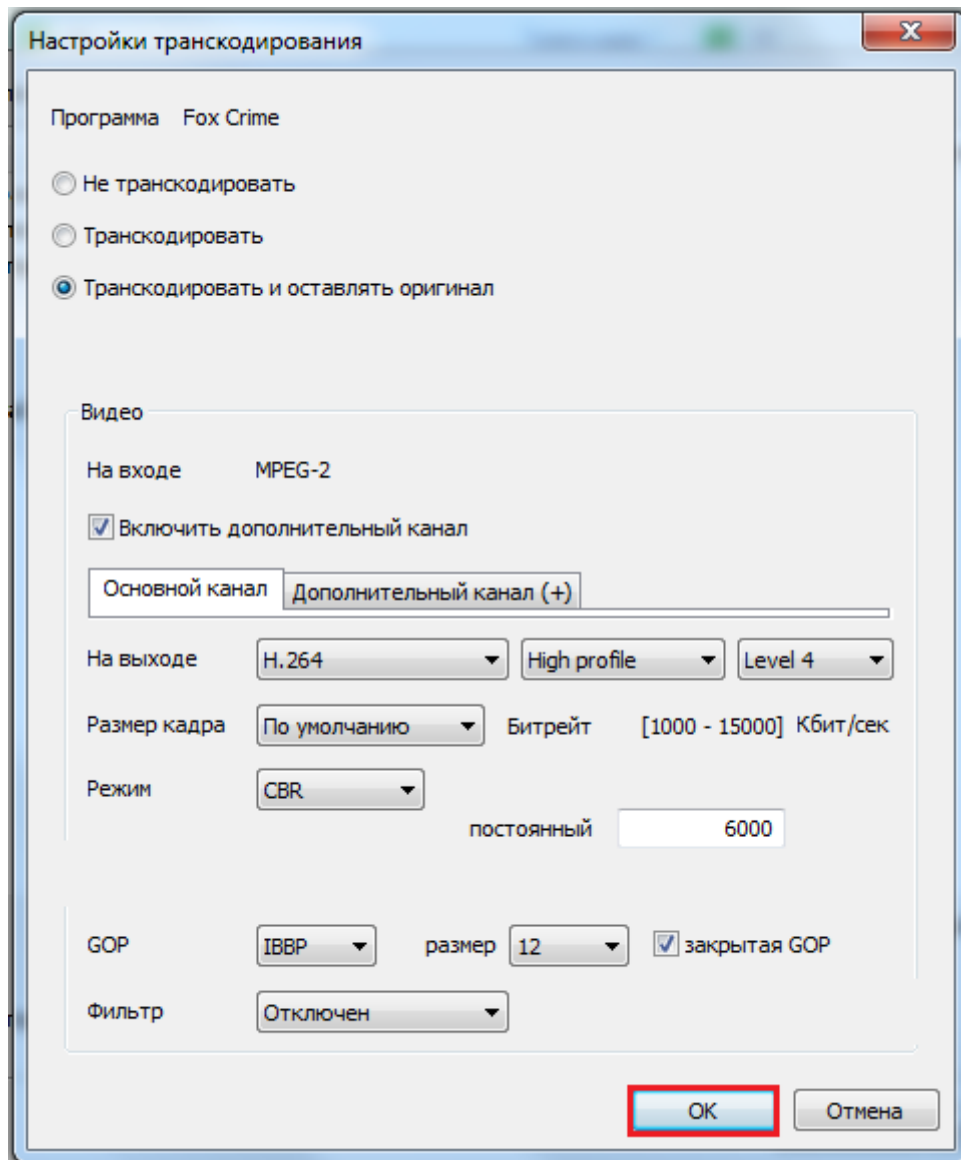 Настройки транскодирования
Программа Fox Crime
Не транскодировать
Транскодировать
Транскодировать и оставлять оригинал
Видео
На входе MPEG-2
Включить дополнительный канал
Основной канал Дополнительный канал (+)
На выходе H.264 High profile Level 4
Размер кадра По умолчанию Битрейт [1000 - 15000] Кбит/сек
Режим CBR
постоянный 6000
GOP IBBP размер 12 закрытая GOP
Фильтр Отключен
OK Отмена